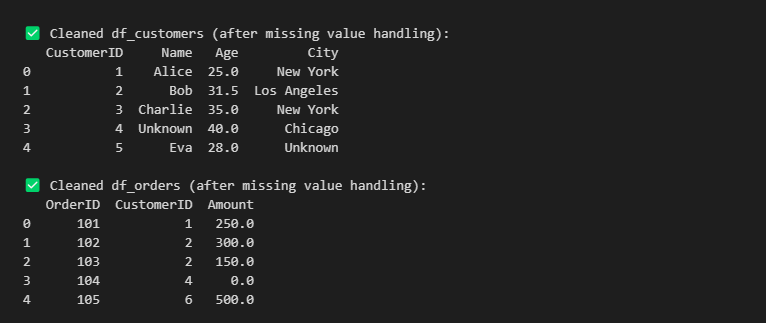 ✅ Cleaned df_customers (after missing value handling):
   CustomerID     Name   Age         City
0           1    Alice  25.0     New York
1           2      Bob  31.5  Los Angeles
2           3  Charlie  35.0     New York
3           4  Unknown  40.0      Chicago
4           5      Eva  28.0      Unknown

✅ Cleaned df_orders (after missing value handling):
   OrderID  CustomerID  Amount
0      101           1   250.0
1      102           2   300.0
2      103           2   150.0
3      104           4     0.0
4      105           6   500.0